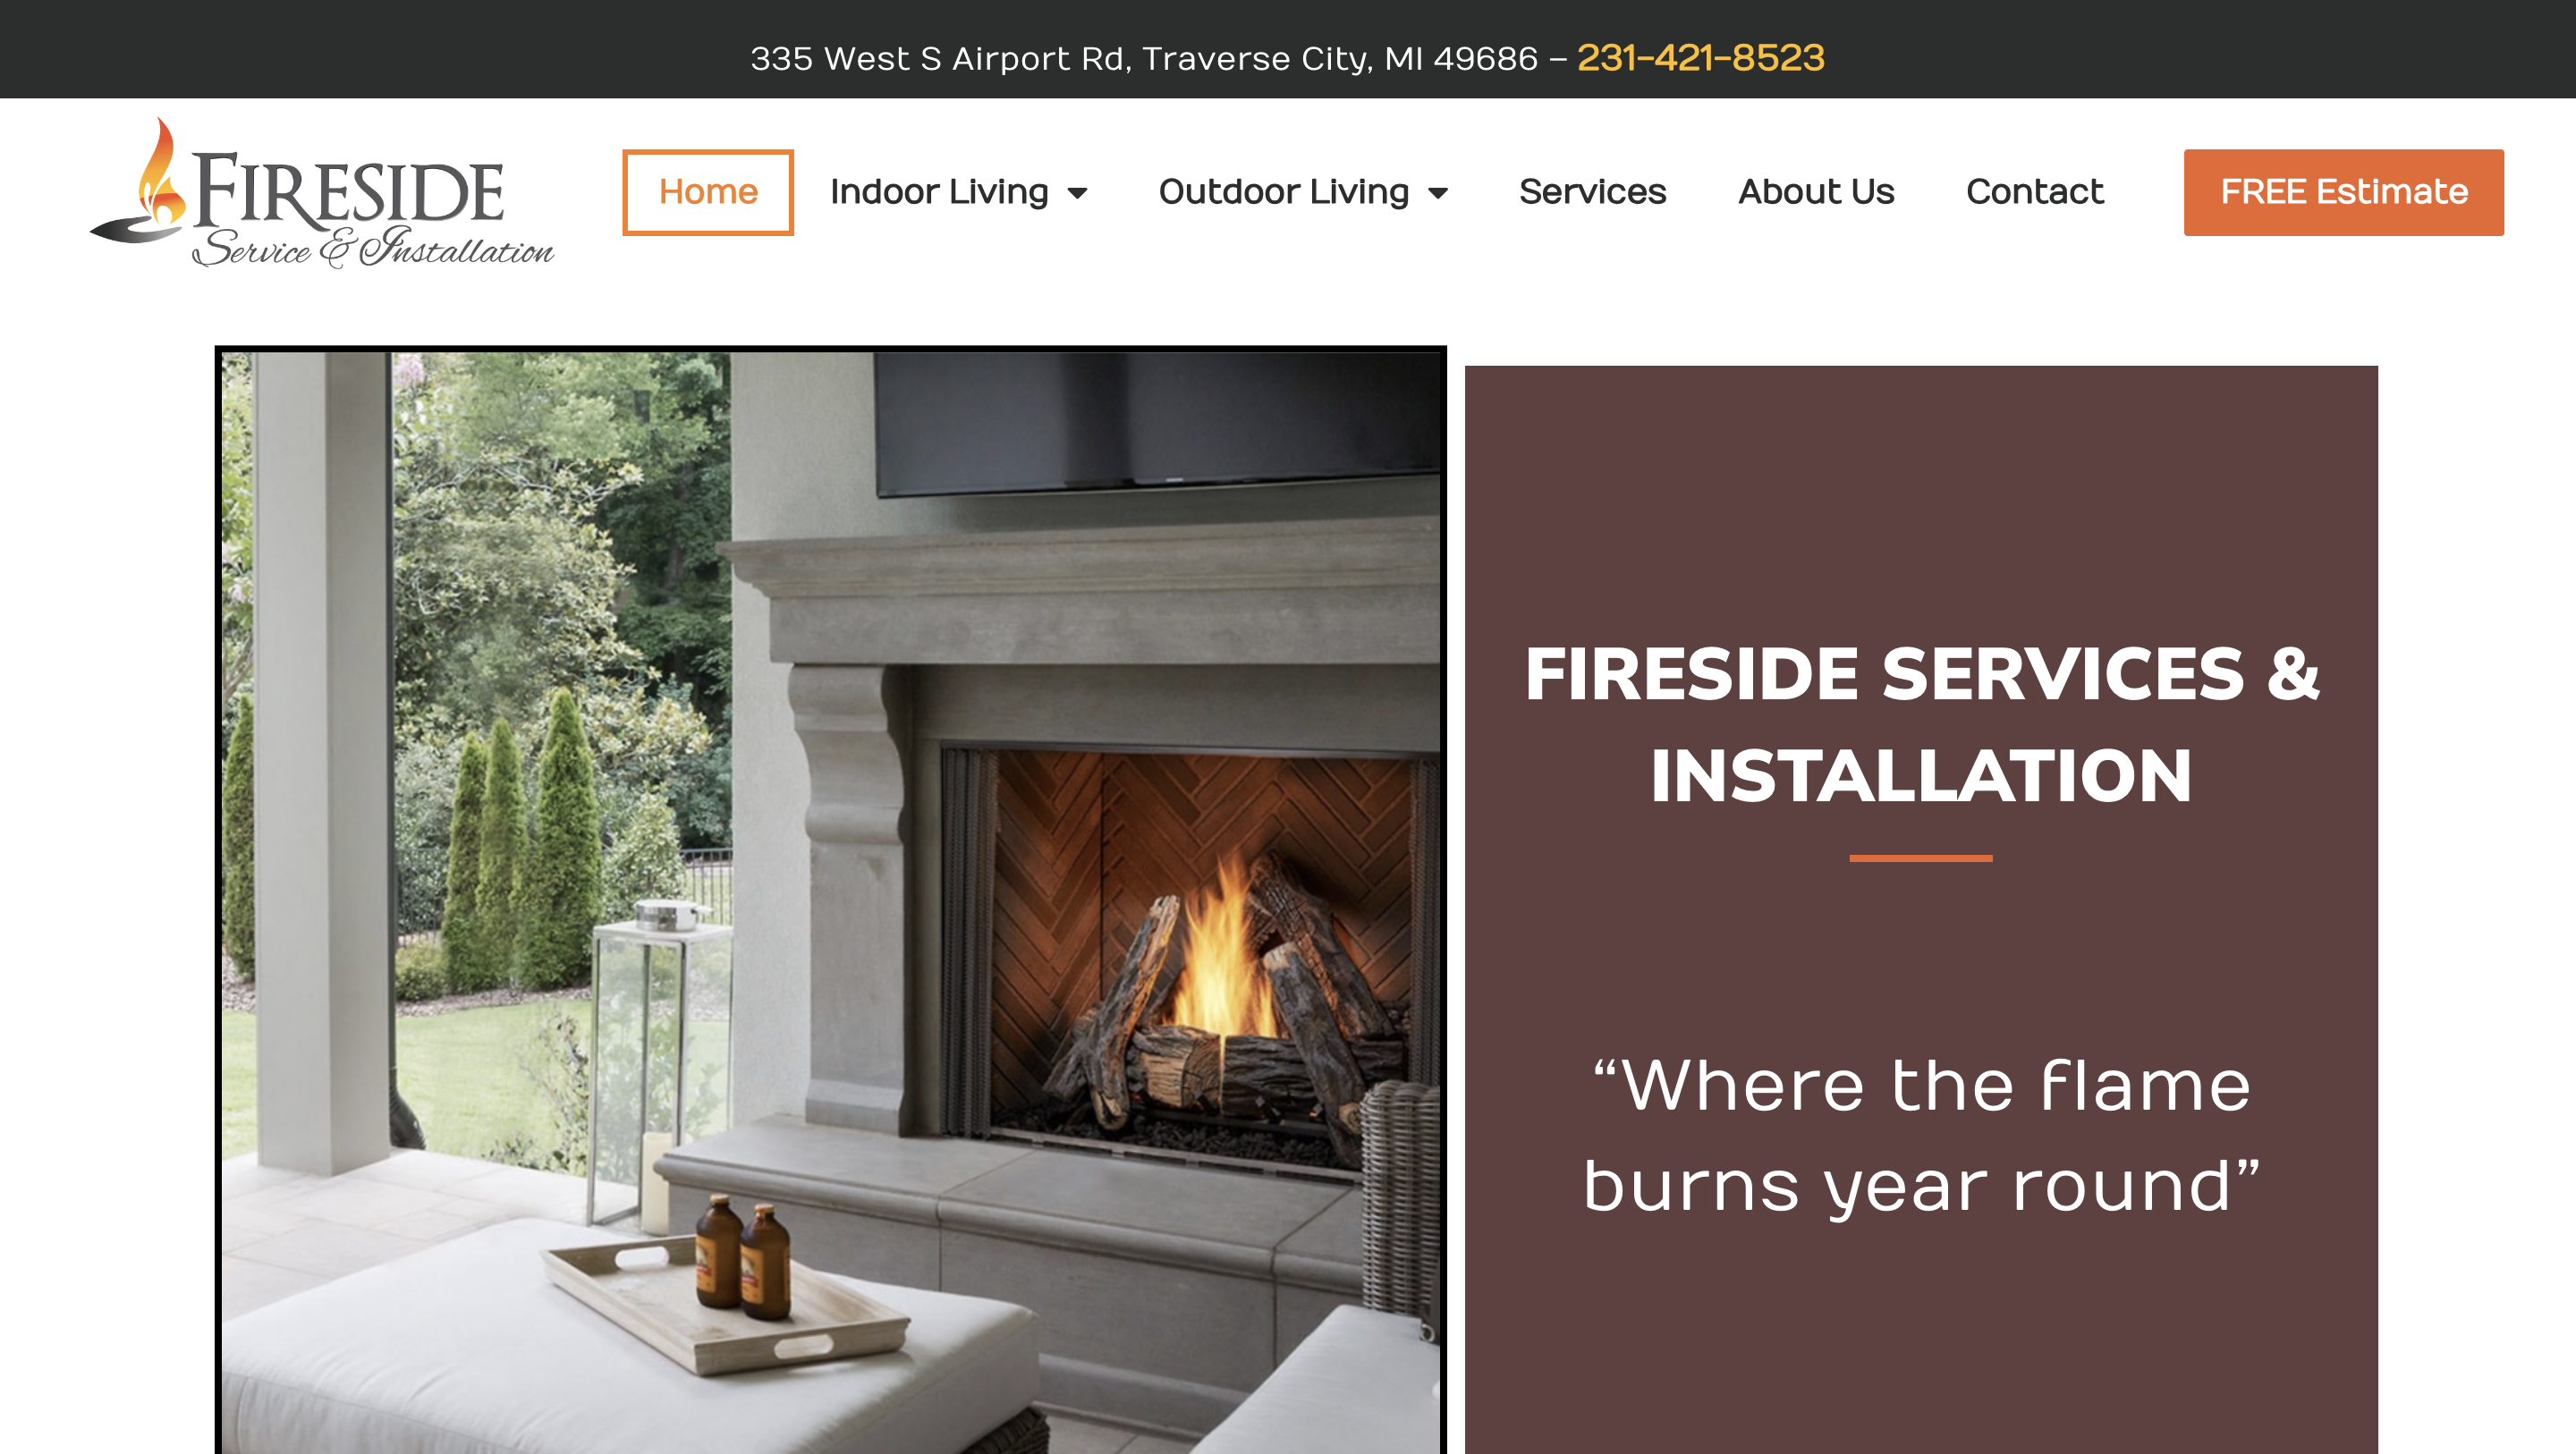 335 West S Airport Rd, Traverse City, MI 49686 – 231-421-8523
FIRESIDE
Service & Installation
Home
Indoor Living
Outdoor Living
Services
About Us
Contact
FREE Estimate
FIRESIDE SERVICES &
INSTALLATION
“Where the flame
burns year round”